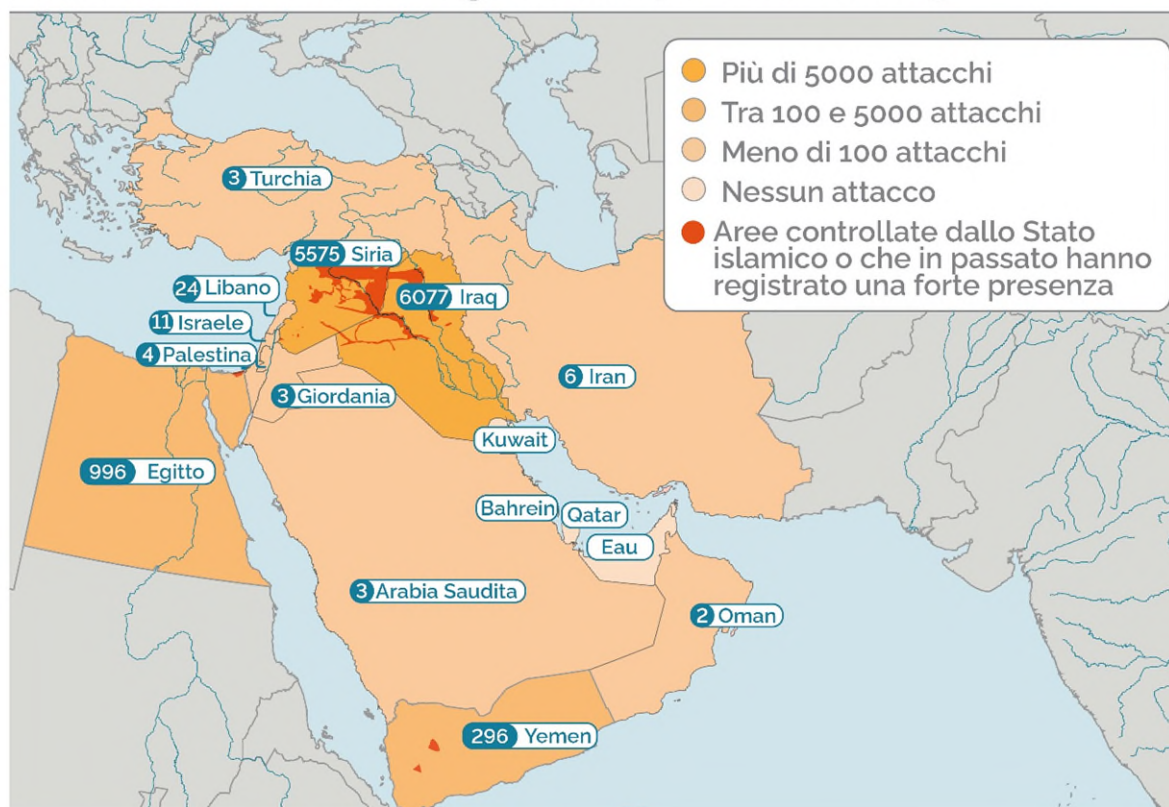 Più di 5000 attacchi
Tra 100 e 5000 attacchi
Meno di 100 attacchi
Nessun attacco
Aree controllate dallo Stato
islamico o che in passato hanno
registrato una forte presenza
3 Turchia
5575 Siria
24 Libano
6077 Iraq
11 Israele
4 Palestina
3 Giordania
6 Iran
Kuwait
996 Egitto
Bahrein
Qatar
Eau
3 Arabia Saudita
2 Oman
296 Yemen